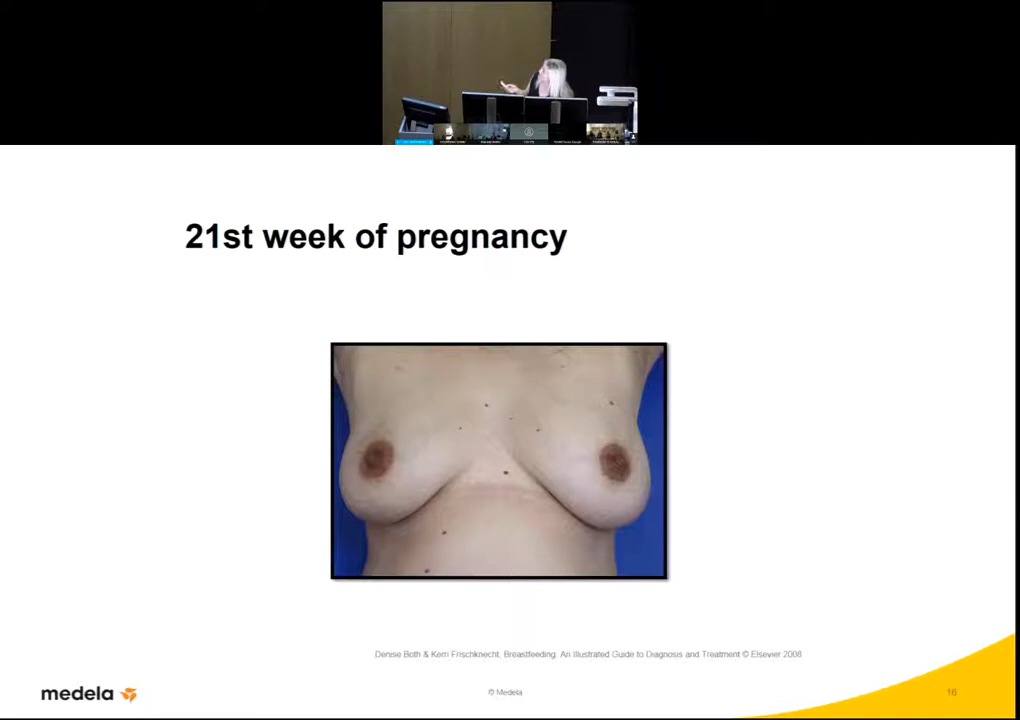 21st week of pregnancy
Denise Both & Kerri Frischknecht, Breastfeeding: An Illustrated Guide to Diagnosis and Treatment © Elsevier 2008
medela
© Medela
16